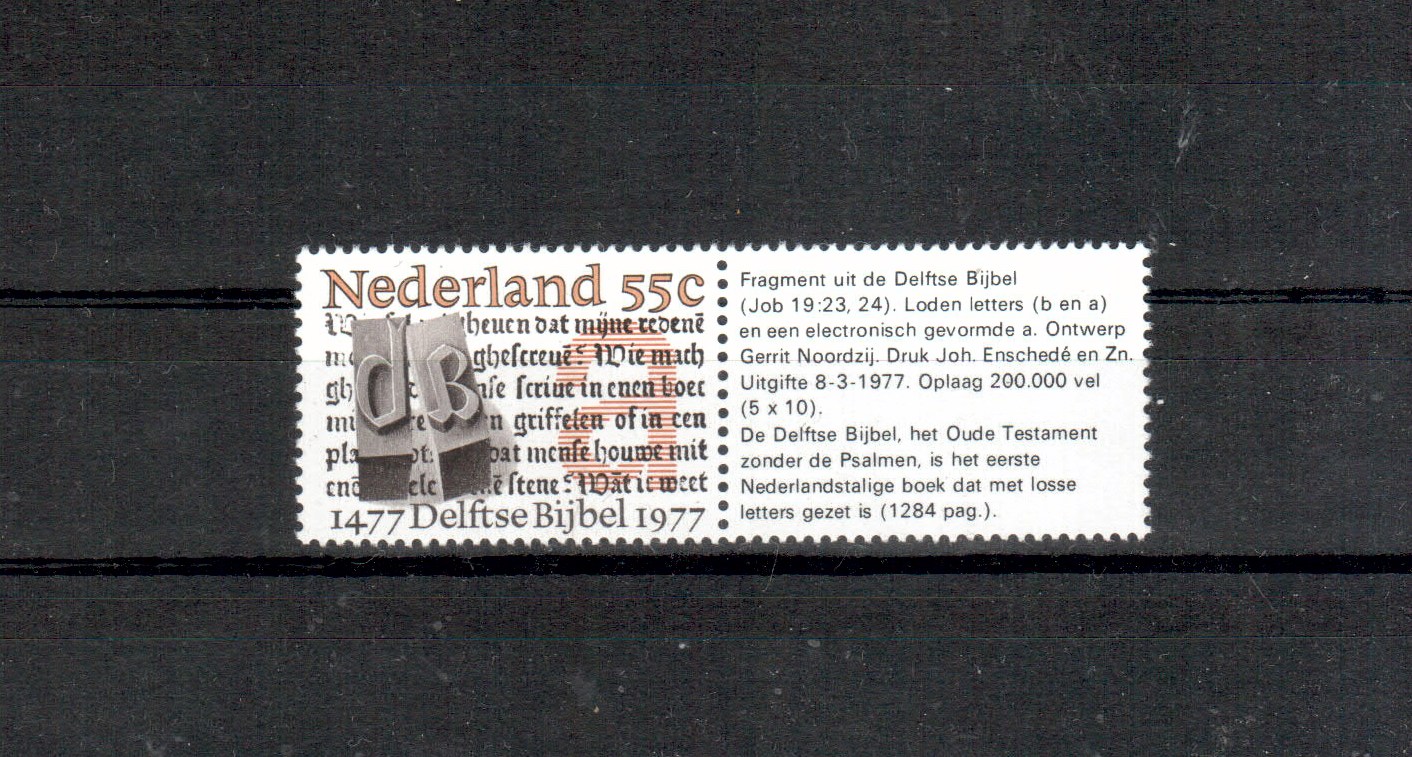 Nederland 55c
heuen dat mijne redenē
ghescreuē Wie mach
scriue in enen boec
griffelen of in een
dat mense houwe mit
stene Wāt ic weet
dB
a
1477 Delftse Bijbel 1977
Fragment uit de Delftse Bijbel
(Job 19:23, 24). Loden letters (b en a)
en een electronisch gevormde a. Ontwerp
Gerrit Noordzij. Druk Joh. Enschedé en Zn.
Uitgifte 8-3-1977. Oplaag 200.000 vel
(5 x 10).
De Delftse Bijbel, het Oude Testament
zonder de Psalmen, is het eerste
Nederlandstalige boek dat met losse
letters gezet is (1284 pag.).